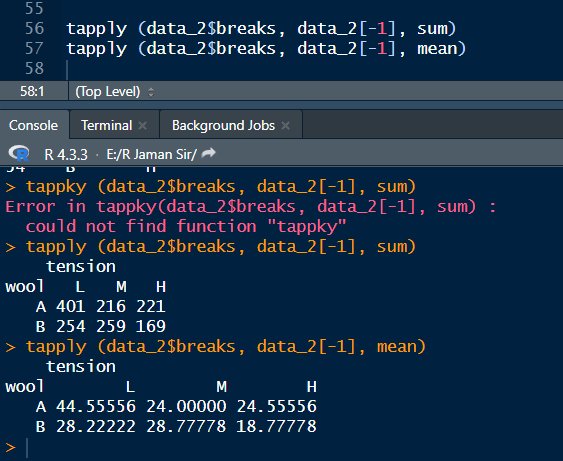 55
56 tapply (data_2$breaks, data_2[-1], sum)
57 tapply (data_2$breaks, data_2[-1], mean)
58
58:1 (Top Level)
Console Terminal Background Jobs
R R 4.3.3 · E:/R Jaman Sir/
54 B H
> tappky (data_2$breaks, data_2[-1], sum)
Error in tappky(data_2$breaks, data_2[-1], sum) :
  could not find function "tappky"
> tapply (data_2$breaks, data_2[-1], sum)
    tension
wool   L   M   H
   A 401 216 221
   B 254 259 169
> tapply (data_2$breaks, data_2[-1], mean)
    tension
wool        L        M        H
   A 44.55556 24.00000 24.55556
   B 28.22222 28.77778 18.77778
>